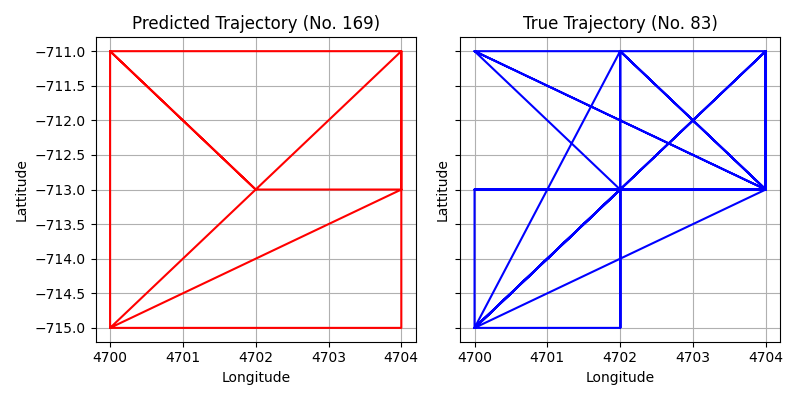 Predicted Trajectory (No. 169)
True Trajectory (No. 83)
−711.0
−711.5
−712.0
−712.5
−713.0
−713.5
−714.0
−714.5
−715.0
Lattitude
Lattitude
4700 4701 4702 4703 4704
4700 4701 4702 4703 4704
Longitude
Longitude